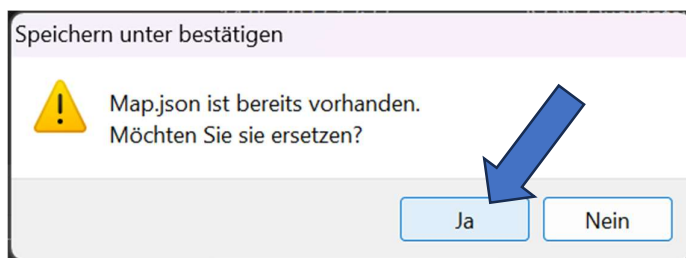 Speichern unter bestätigen
Map.json ist bereits vorhanden.
Möchten Sie sie ersetzen?
Ja
Nein